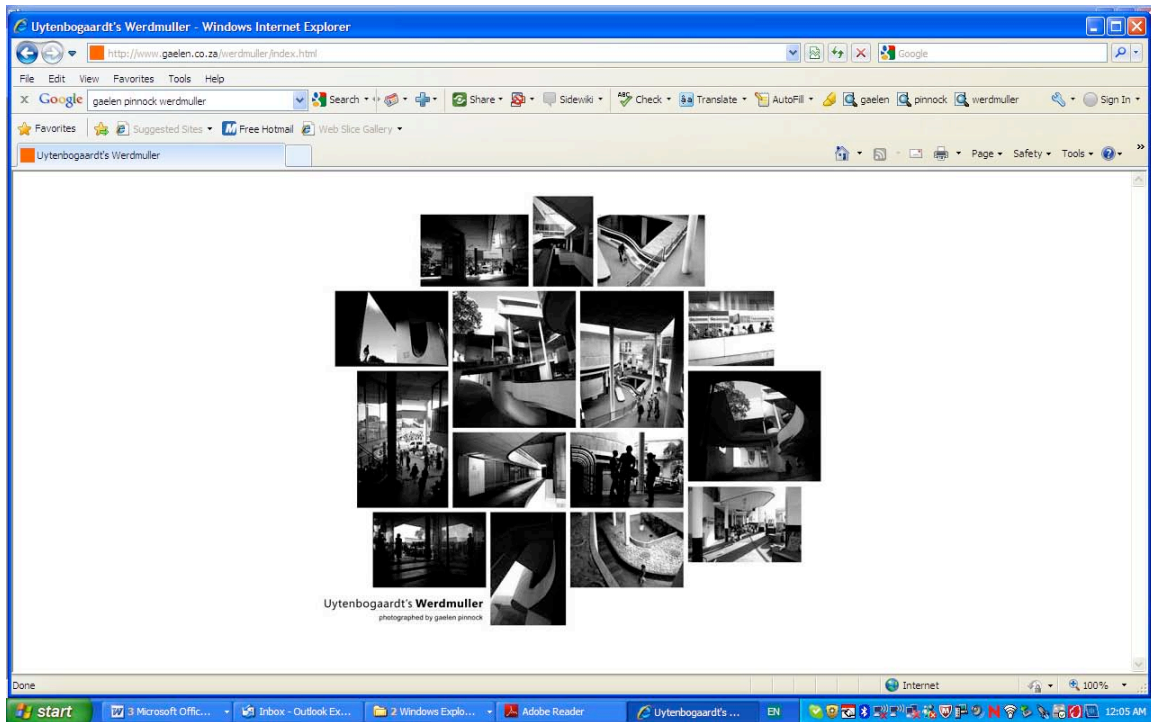 Uytenbogaardt's Werdmuller - Windows Internet Explorer
http://www.gaelen.co.za/werdmuller/index.html
Google
File Edit View Favorites Tools Help
x Google gaelen pinnock werdmuller Search Share Sidewiki Check Translate AutoFill gaelen pinnock werdmuller Sign In
Favorites Suggested Sites Free Hotmail Web Slice Gallery
Uytenbogaardt's Werdmuller Page Safety Tools
Uytenbogaardt's Werdmuller
photographed by gaelen pinnock
Done Internet 100%
start 3 Microsoft Offic... Inbox - Outlook Ex... 2 Windows Explo... Adobe Reader Uytenbogaardt's ... EN 12:05 AM